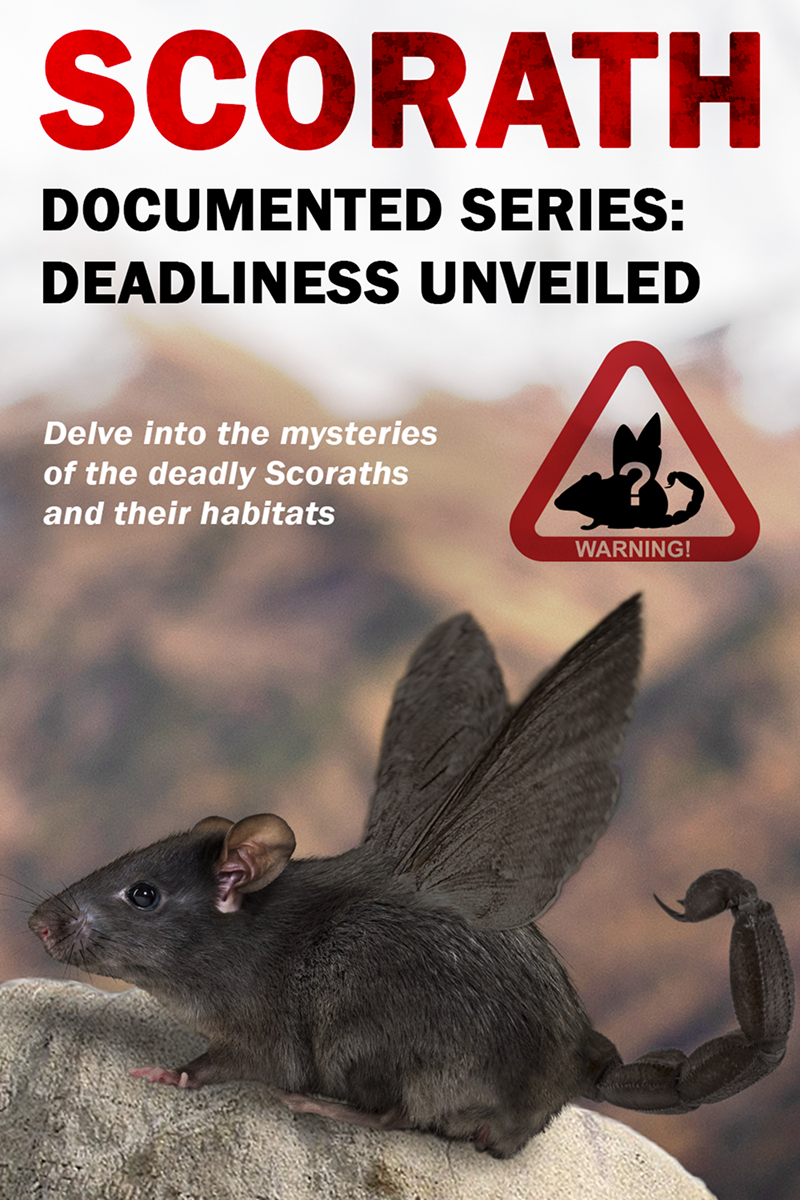 SCORATH
DOCUMENTED SERIES:
DEADLINESS UNVEILED
Delve into the mysteries
of the deadly Scoraths
and their habitats
?
WARNING!